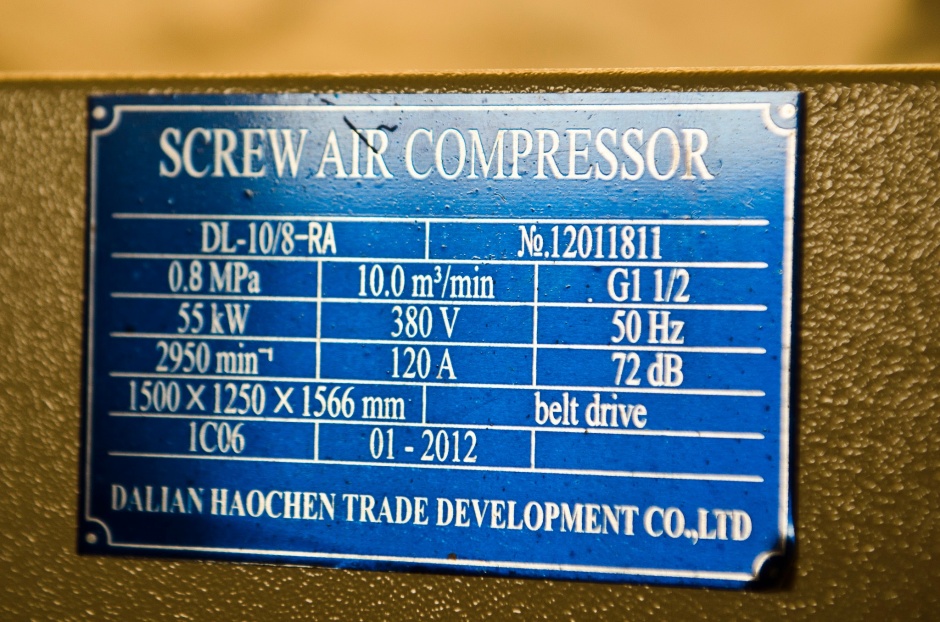 SCREW AIR COMPRESSOR
DL-10/8-RA №.12011811
0.8 MPa 10.0 m³/min G1 1/2
55 kW 380 V 50 Hz
2950 min⁻¹ 120 A 72 dB
1500 X 1250 X 1566 mm belt drive
1C06 01 - 2012
DALIAN HAOCHEN TRADE DEVELOPMENT CO.,LTD